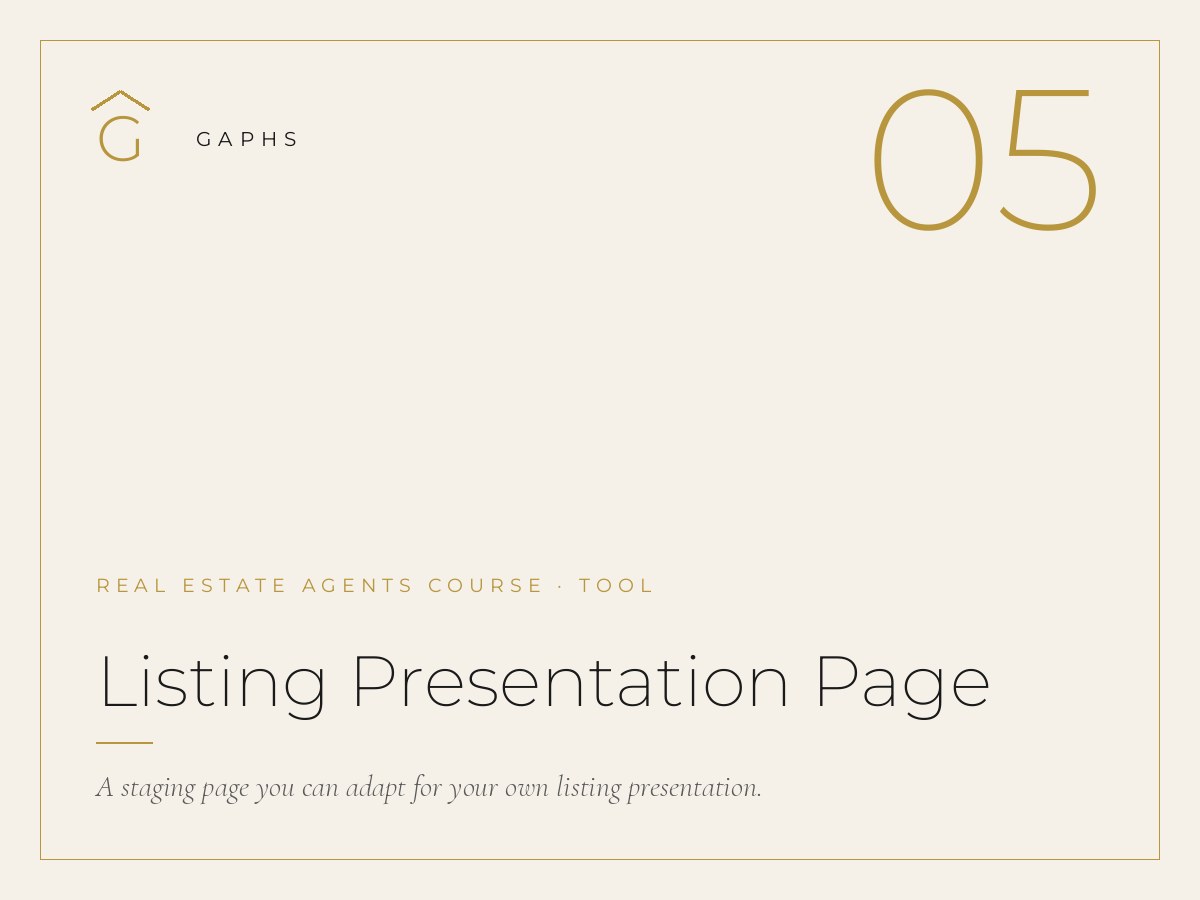 G
GAPHS
05
REAL ESTATE AGENTS COURSE · TOOL
Listing Presentation Page
A staging page you can adapt for your own listing presentation.